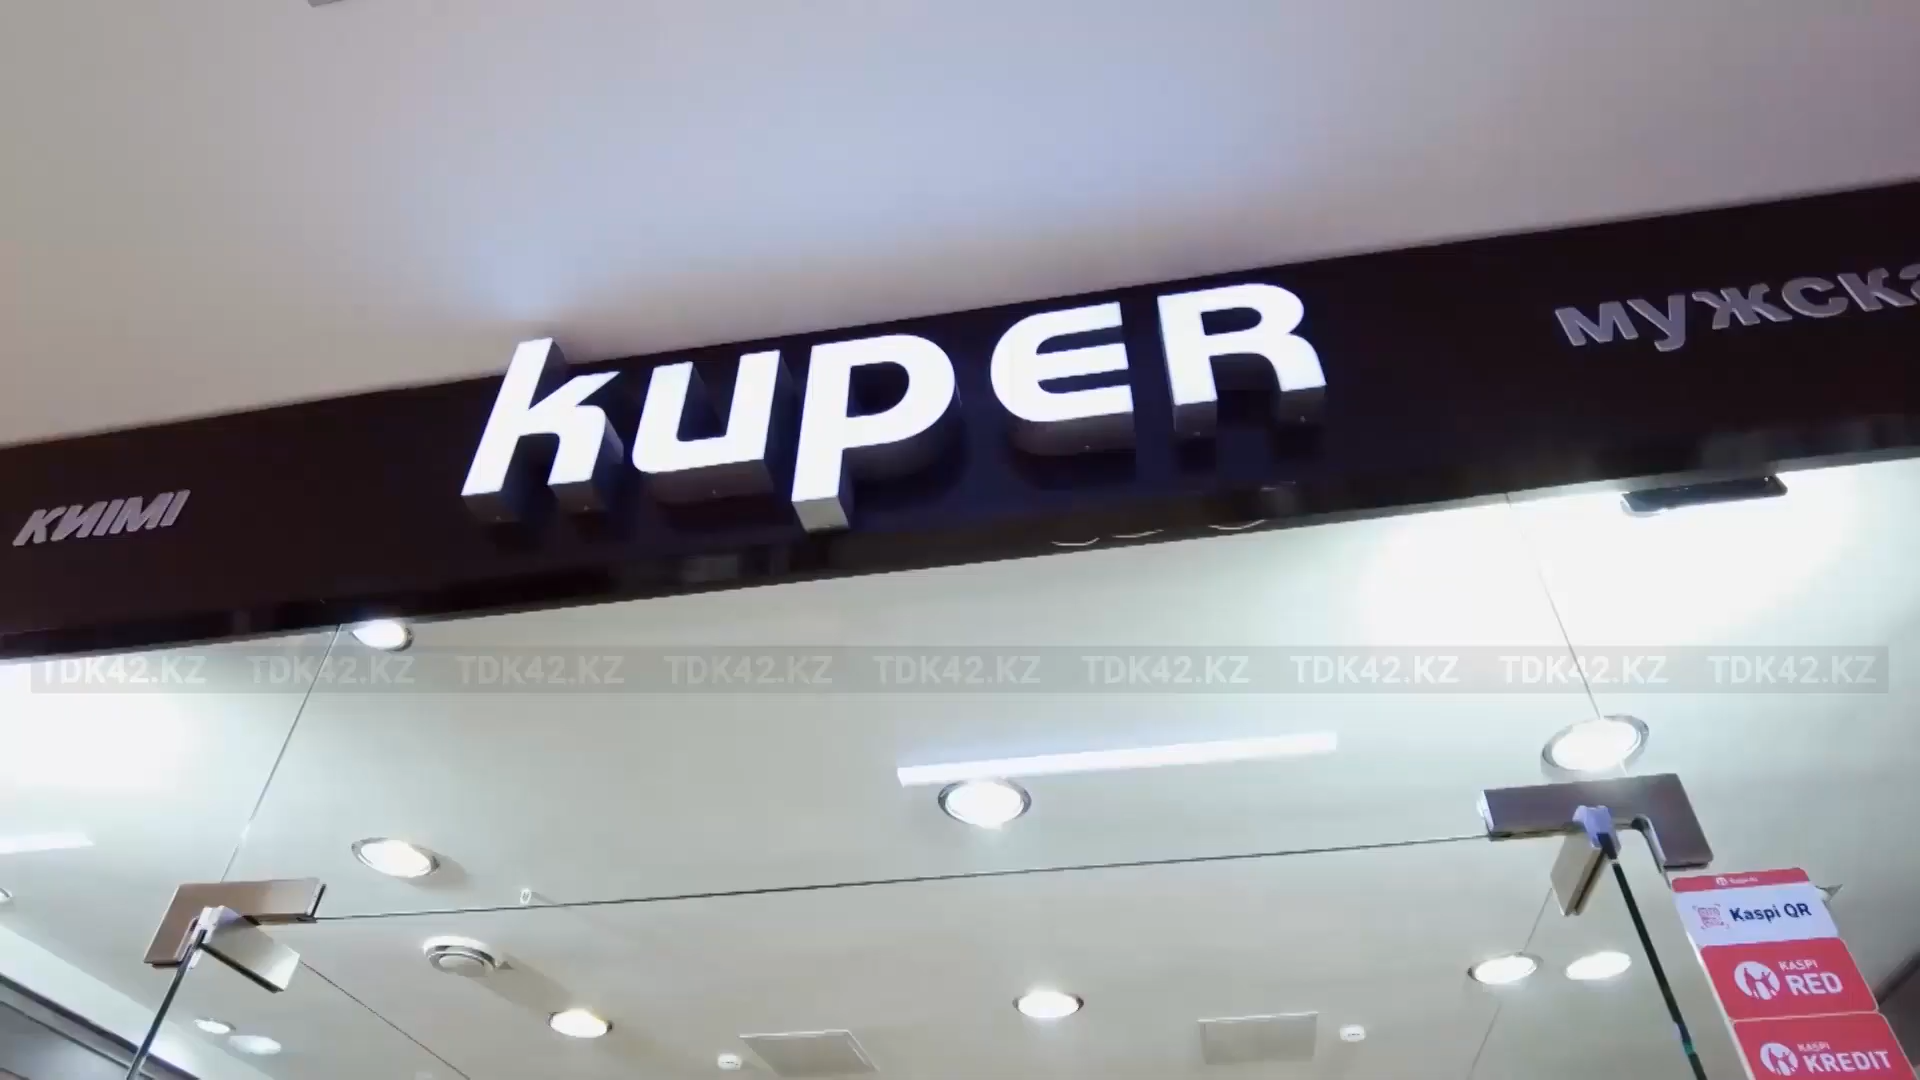 киімі
kuper
мужска
TDK42.KZ TDK42.KZ TDK42.KZ TDK42.KZ TDK42.KZ TDK42.KZ TDK42.KZ TDK42.KZ TDK42.KZ
Kaspi QR
KASPI
RED
KASPI
KREDIT